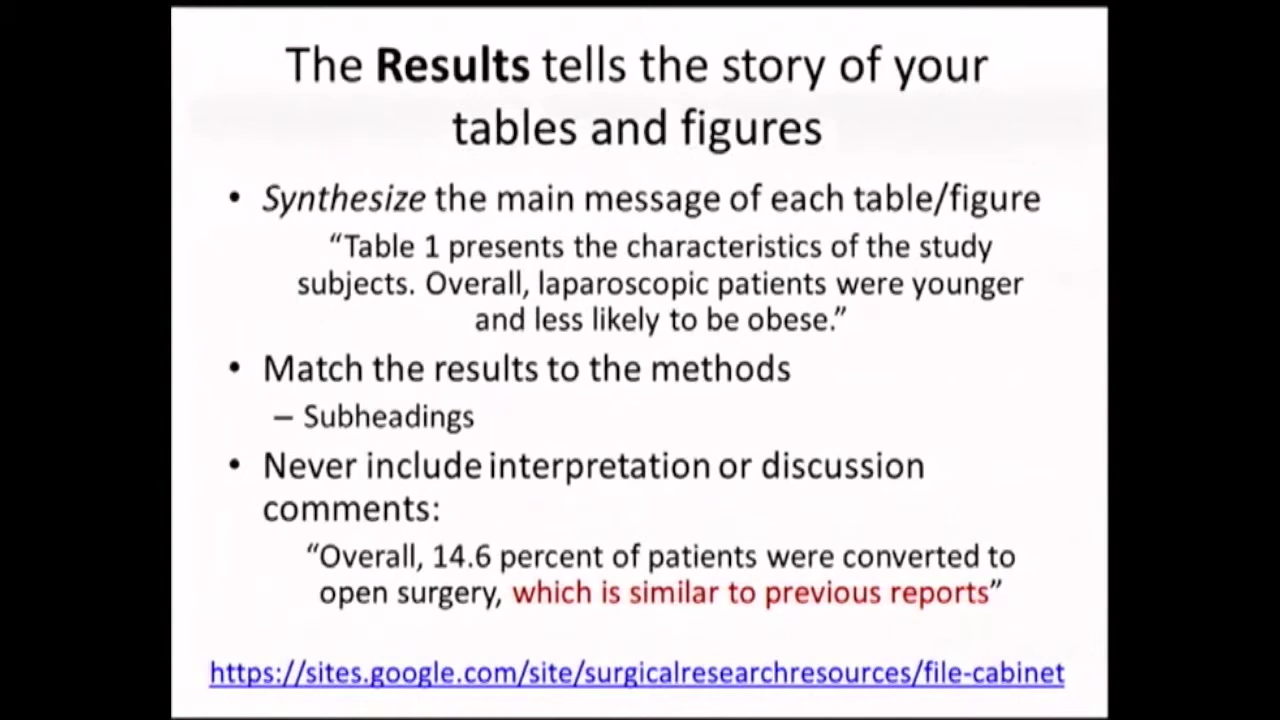 The Results tells the story of your
tables and figures
• Synthesize the main message of each table/figure
“Table 1 presents the characteristics of the study
subjects. Overall, laparoscopic patients were younger
and less likely to be obese.”
• Match the results to the methods
– Subheadings
• Never include interpretation or discussion
comments:
“Overall, 14.6 percent of patients were converted to
open surgery, which is similar to previous reports”
https://sites.google.com/site/surgicalresearchresources/file-cabinet